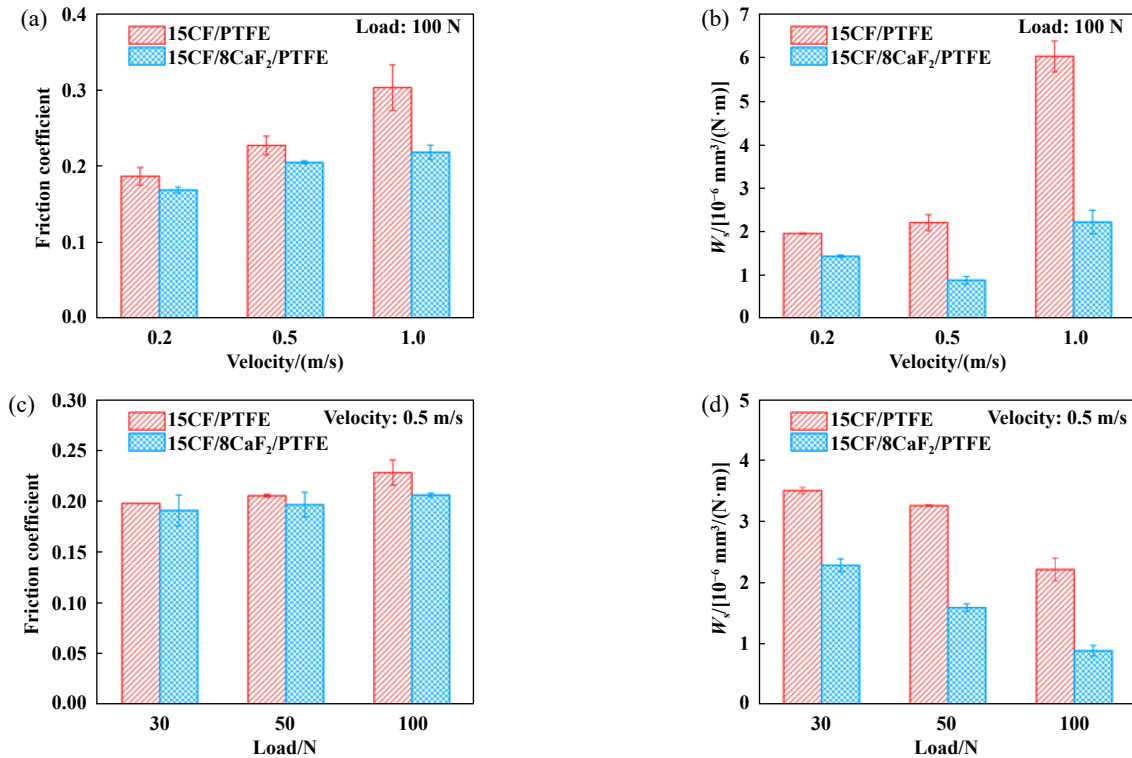 (a)
15CF/PTFE
Load: 100 N
15CF/8CaF₂/PTFE
Friction coefficient
0.4
0.3
0.2
0.1
0.0
0.2 0.5 1.0
Velocity/(m/s)
(b)
15CF/PTFE
Load: 100 N
15CF/8CaF₂/PTFE
Wₛ/[10⁻⁶ mm³/(N·m)]
7
6
5
4
3
2
1
0
0.2 0.5 1.0
Velocity/(m/s)
(c)
15CF/PTFE
Velocity: 0.5 m/s
15CF/8CaF₂/PTFE
Friction coefficient
0.30
0.25
0.20
0.15
0.10
0.05
0.00
30 50 100
Load/N
(d)
15CF/PTFE
Velocity: 0.5 m/s
15CF/8CaF₂/PTFE
Wₛ/[10⁻⁶ mm³/(N·m)]
5
4
3
2
1
0
30 50 100
Load/N